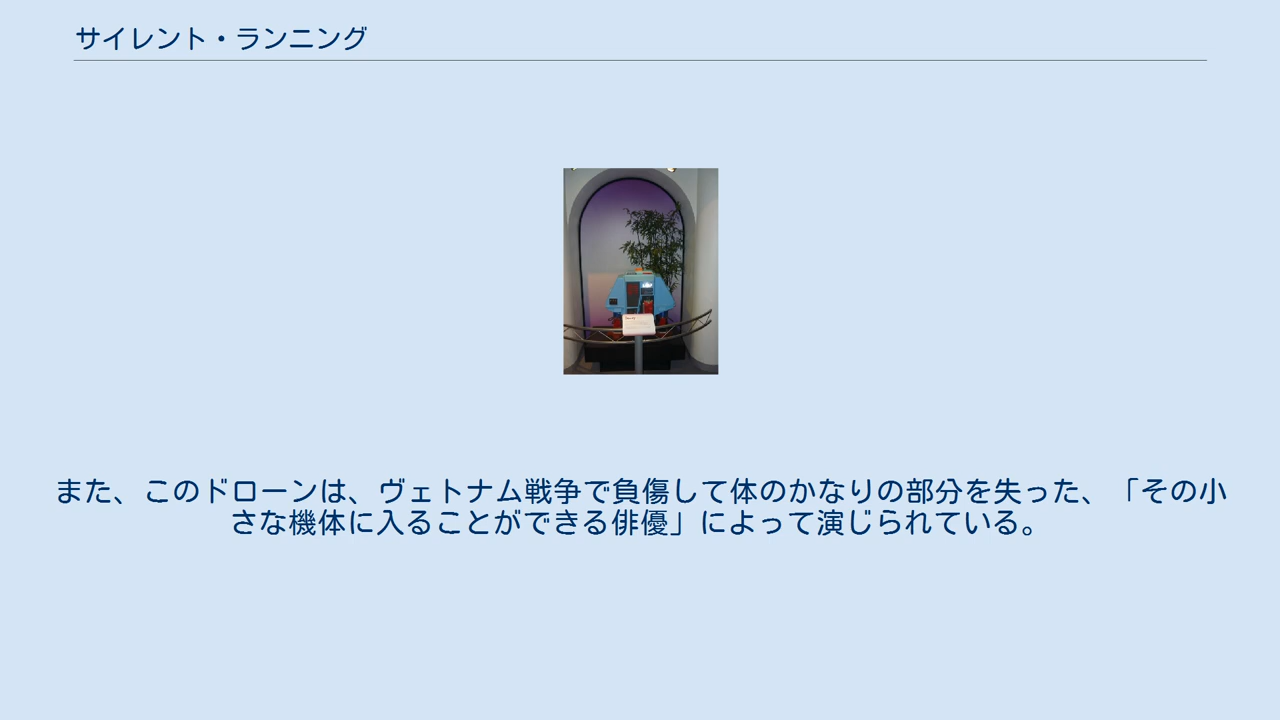 サイレント・ランニング
また、このドローンは、ヴェトナム戦争で負傷して体のかなりの部分を失った、「その小
さな機体に入ることができる俳優」によって演じられている。